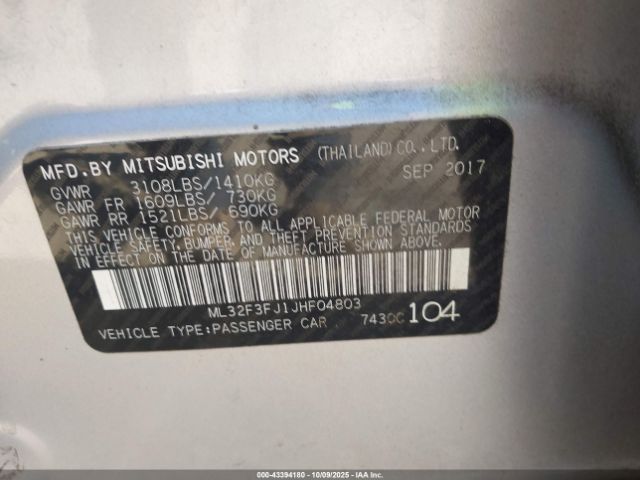 MFD.BY MITSUBISHI MOTORS (THAILAND)CO.,LTD.
SEP 2017
GVWR 3108LBS/1410KG
GAWR FR 1609LBS/ 730KG
GAWR RR 1521LBS/ 690KG
THIS VEHICLE CONFORMS TO ALL APPLICABLE FEDERAL MOTOR
VEHICLE SAFETY, BUMPER, AND THEFT PREVENTION STANDARDS
IN EFFECT ON THE DATE OF MANUFACTURE SHOWN ABOVE.
ML32F3FJ1JHF04803
VEHICLE TYPE:PASSENGER CAR 7430C 104
000-43394180 - 10/09/2025 - Copyright © 2025 IAA, Inc.